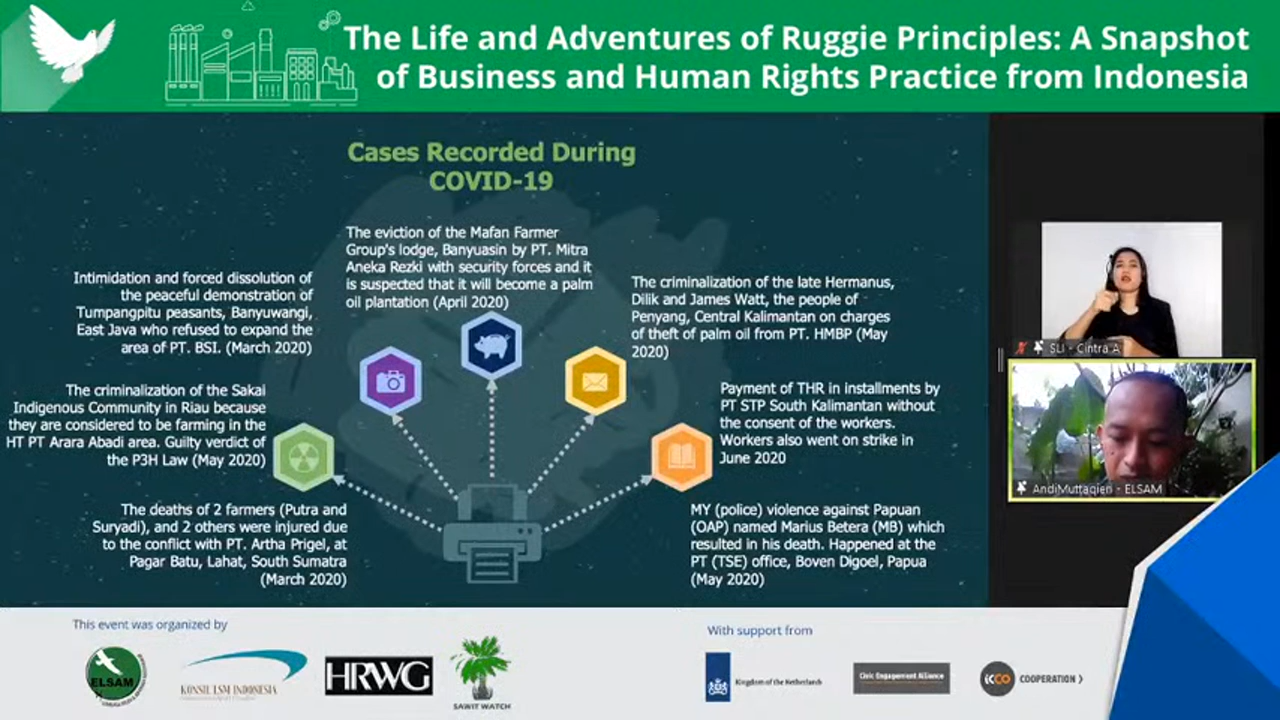 The Life and Adventures of Ruggie Principles: A Snapshot
of Business and Human Rights Practice from Indonesia
Cases Recorded During
COVID-19
The eviction of the Mafan Farmer
Group's lodge, Banyuasin by PT. Mitra
Aneka Rezki with security forces and it
is suspected that it will become a palm
oil plantation (April 2020)
Intimidation and forced dissolution of
the peaceful demonstration of
Tumpangpitu peasants, Banyuwangi,
East Java who refused to expand the
area of PT. BSI. (March 2020)
The criminalization of the late Hermanus,
Dilik and James Watt, the people of
Penyang, Central Kalimantan on charges
of theft of palm oil from PT. HMBP (May
2020)
The criminalization of the Sakai
Indigenous Community in Riau because
they are considered to be farming in the
HT PT Arara Abadi area. Guilty verdict of
the P3H Law (May 2020)
Payment of THR in installments by
PT STP South Kalimantan without
the consent of the workers.
Workers also went on strike in
June 2020
The deaths of 2 farmers (Putra and
Suryadi), and 2 others were injured due
to the conflict with PT. Artha Prigel, at
Pagar Batu, Lahat, South Sumatra
(March 2020)
MY (police) violence against Papuan
(OAP) named Marius Betera (MB) which
resulted in his death. Happened at the
PT (TSE) office, Boven Digoel, Papua
(May 2020)
SLI - Cintra A
AndiMuttaqien - ELSAM
This event was organized by
ELSAM
KONSIL LSM INDONESIA
HRWG
SAWIT WATCH
With support from
Kingdom of the Netherlands
Civic Engagement Alliance
icco COOPERATION